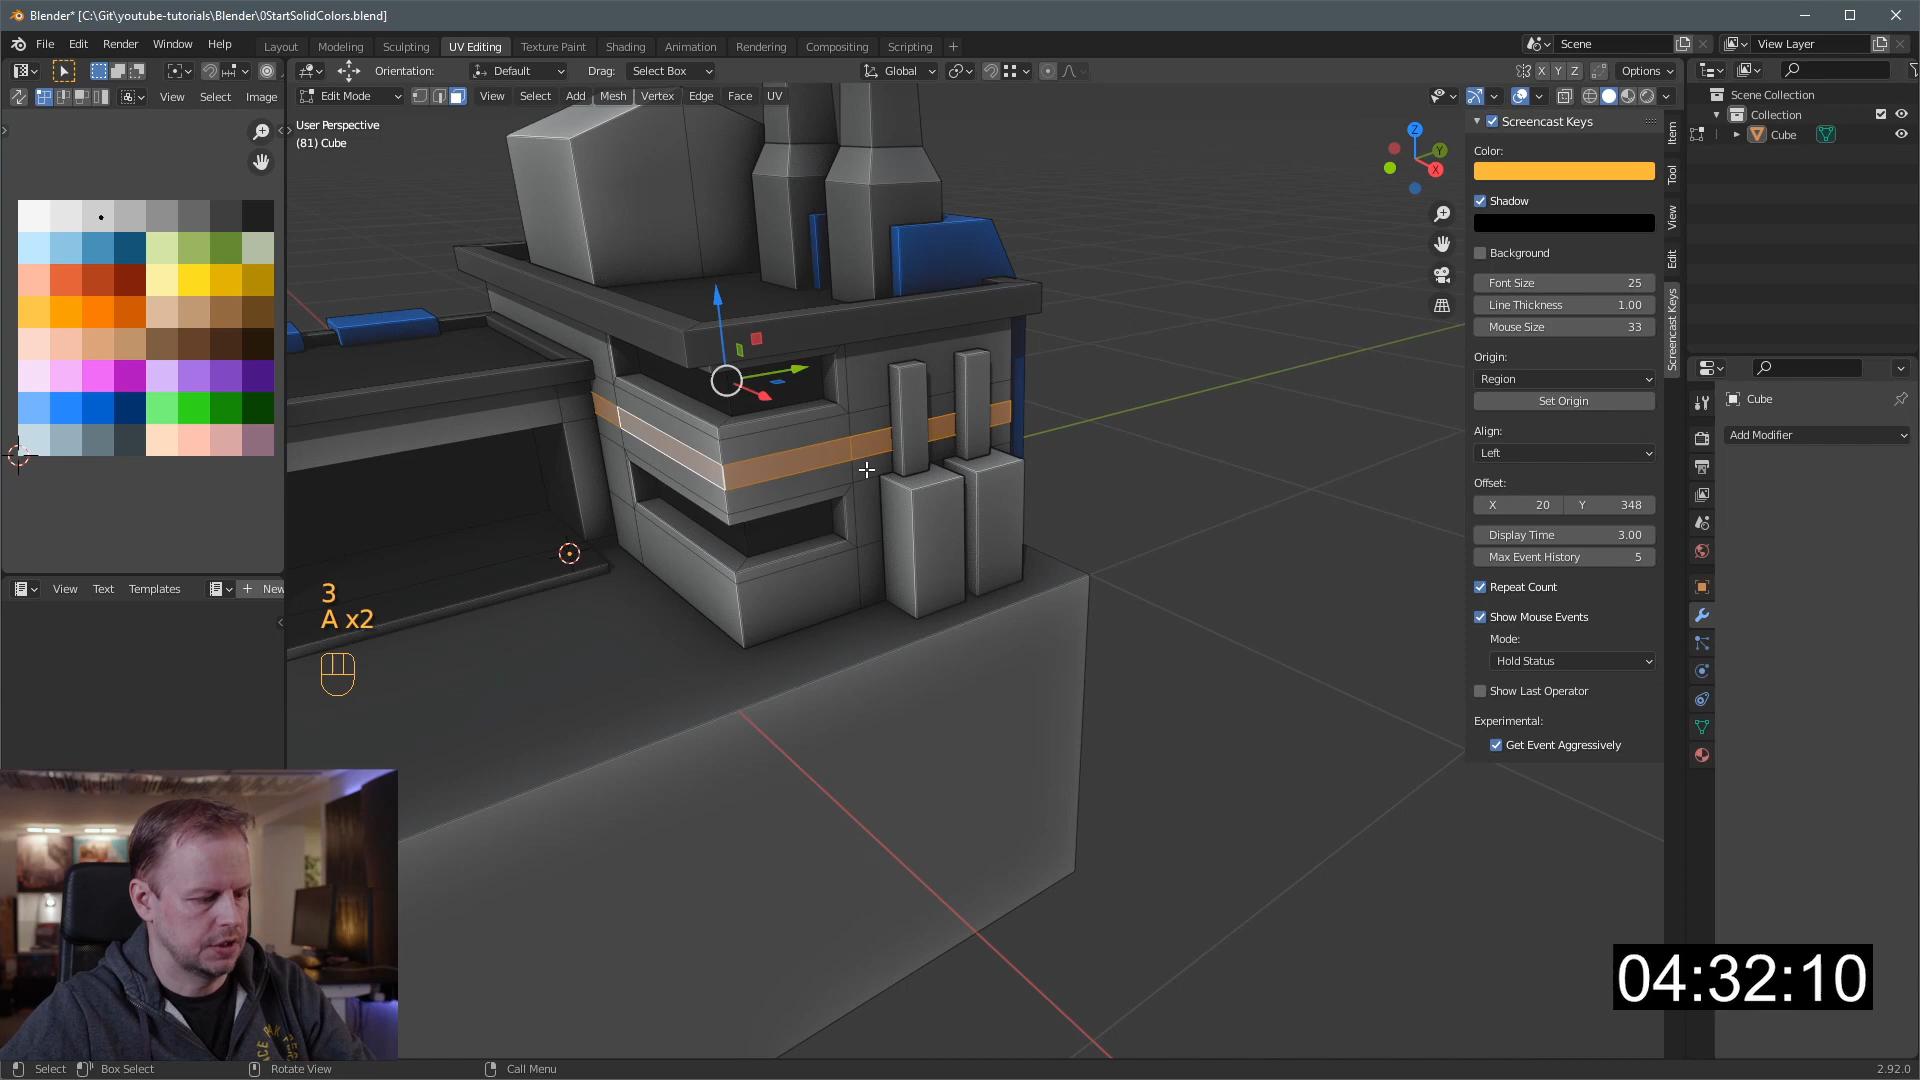 Blender* [C:\Git\youtube-tutorials\Blender\0StartSolidColors.blend]
File Edit Render Window Help
Layout Modeling Sculpting UV Editing Texture Paint Shading Animation Rendering Compositing Scripting +
Scene
View Layer
Orientation: Default Drag: Select Box
Global
X Y Z Options
View Select Image
Edit Mode View Select Add Mesh Vertex Edge Face UV
User Perspective
(81) Cube
Z
Y
X
Screencast Keys
Color:
Shadow
Background
Font Size 25
Line Thickness 1.00
Mouse Size 33
Origin:
Region
Set Origin
Align:
Left
Offset:
X 20 Y 348
Display Time 3.00
Max Event History 5
Repeat Count
Show Mouse Events
Mode:
Hold Status
Show Last Operator
Experimental:
Get Event Aggressively
Item
Tool
View
Edit
Screencast Keys
Scene Collection
Collection
Cube
Cube
Add Modifier
View Text Templates + New
3
A x2
04:32:10
Select Box Select Rotate View Call Menu
2.92.0